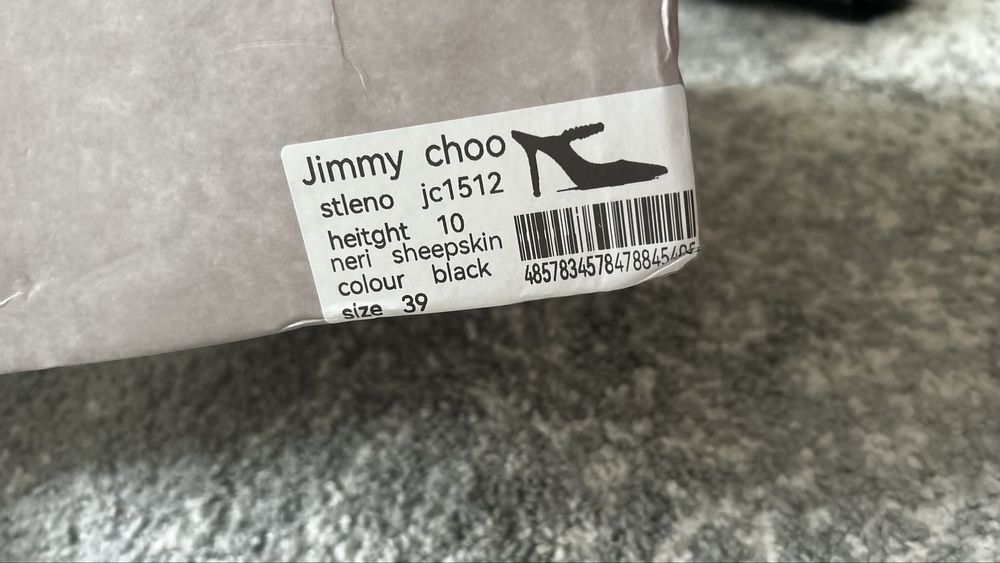 Jimmy choo
stleno jc1512
heitght 10
neri sheepskin
colour black
size 39